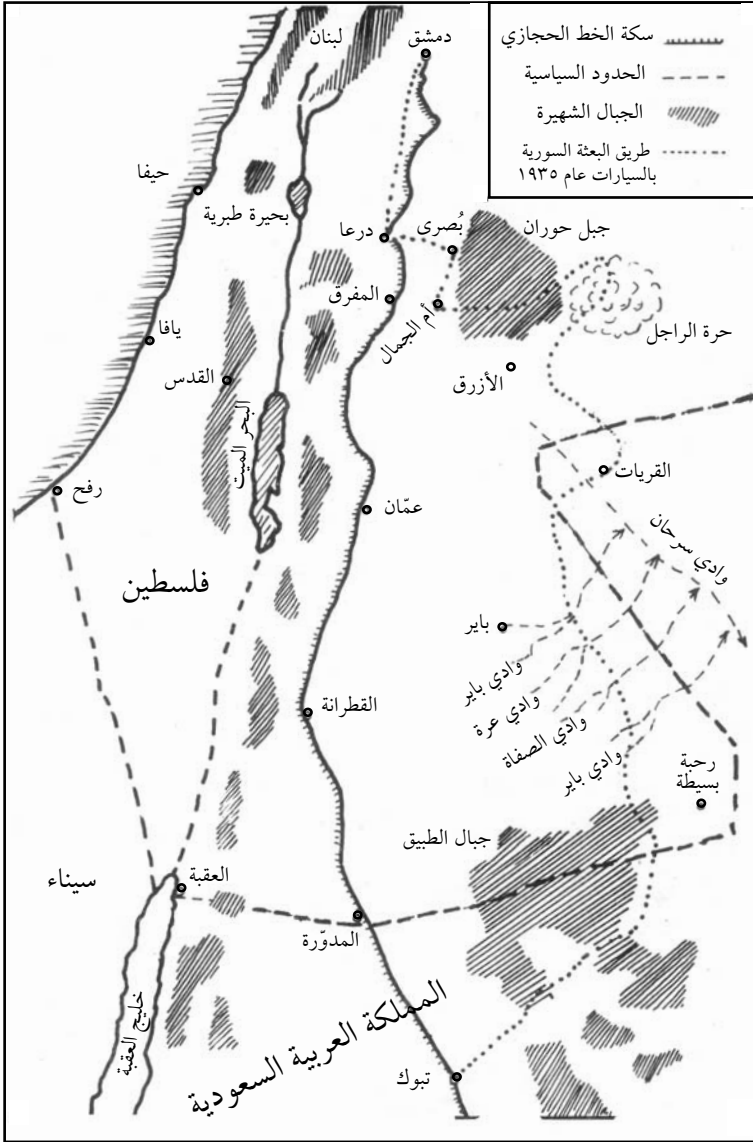 سكة الخط الحجازي
الحدود السياسية
الجبال الشهيرة
طريق البعثة السورية
بالسيارات عام ١٩٣٥
لبنان
دمشق
حيفا
بحيرة طبرية
درعا
بُصرى
جبل حوران
المفرق
أم الجمال
حرة الراجل
يافا
القدس
الأزرق
البحر الميت
رفح
عمّان
القريات
وادي سرحان
فلسطين
باير
وادي باير
وادي عرة
وادي الصفاة
وادي باير
القطرانة
رحبة
بسيطة
جبال الطبيق
سيناء
العقبة
المدوّرة
خليج العقبة
المملكة العربية السعودية
تبوك